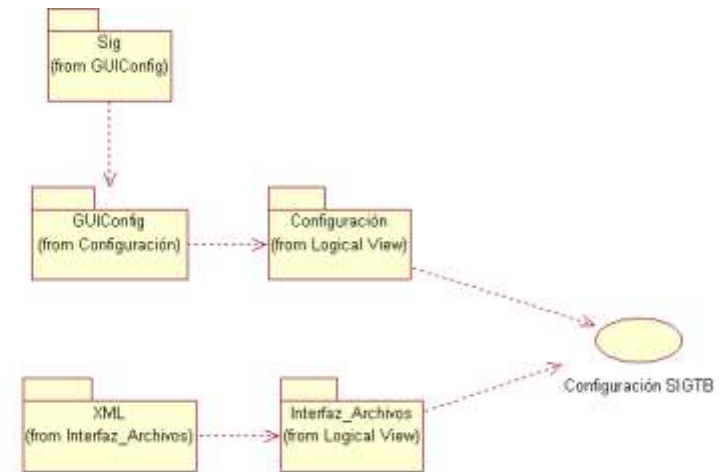 Sig
(from GUIConfig)
GUIConfig
(from Configuración)
Configuración
(from Logical View)
Configuración SIGTB
XML
(from Interfaz_Archivos)
Interfaz_Archivos
(from Logical View)